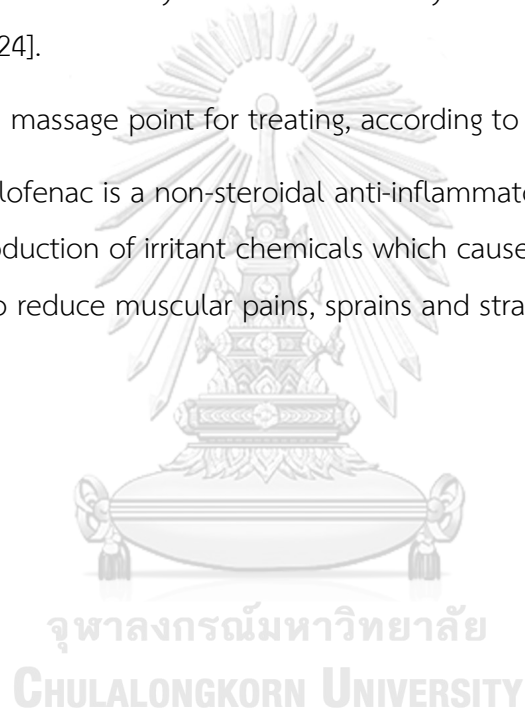 24].
massage point for treating, according to
lofenac is a non-steroidal anti-inflammato
oduction of irritant chemicals which cause
o reduce muscular pains, sprains and stra
จุฬาลงกรณ์มหาวิทยาลัย
CHULALONGKORN UNIVERSITY